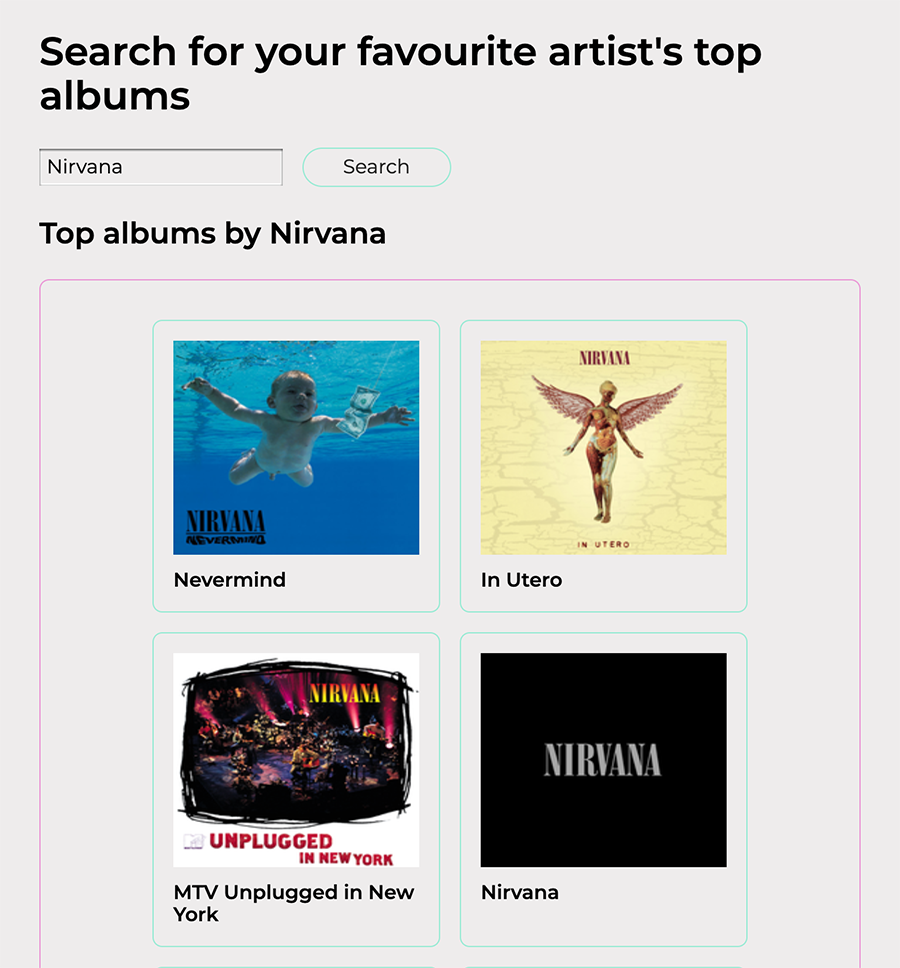 Search for your favourite artist's top
albums
Nirvana
Search
Top albums by Nirvana
NIRVANA
NEVERMIND
Nevermind
NIRVANA
IN UTERO
In Utero
NIRVANA
UNPLUGGED
IN NEW YORK
MTV Unplugged in New
York
NIRVANA
Nirvana